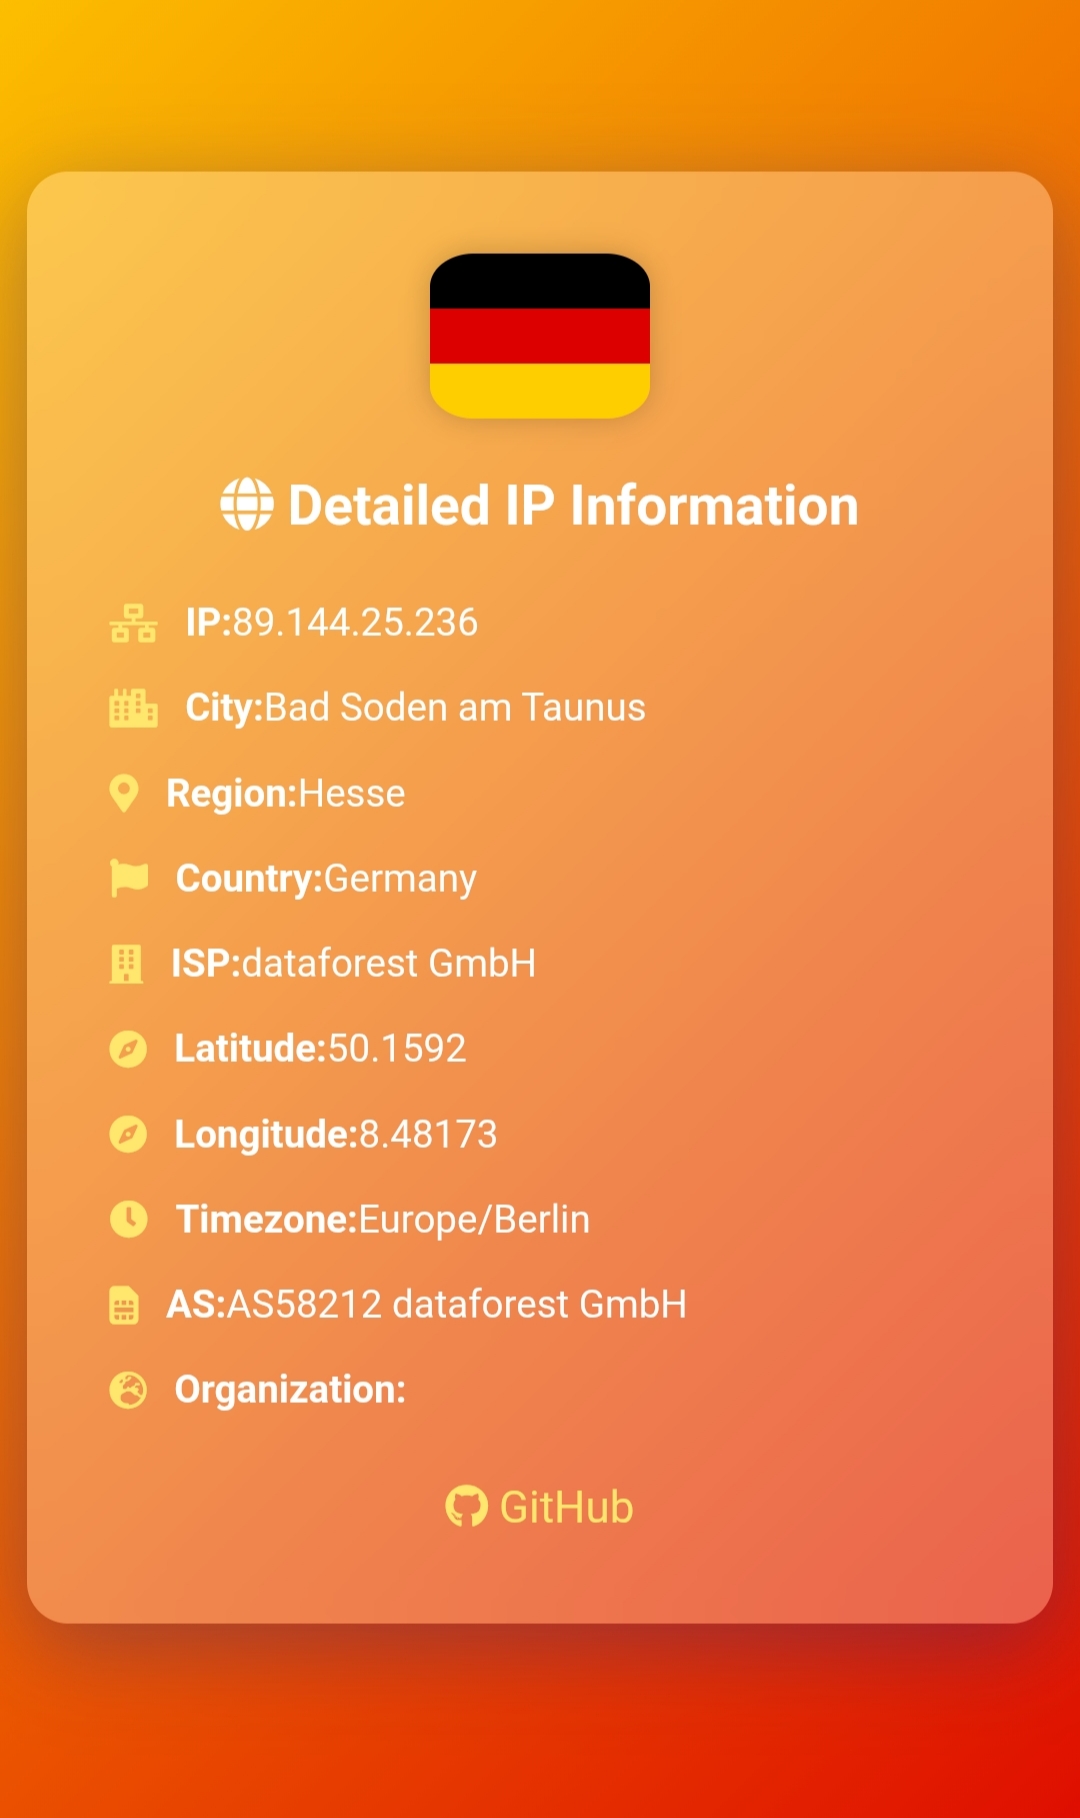 Detailed IP Information
IP:89.144.25.236
City:Bad Soden am Taunus
Region:Hesse
Country:Germany
ISP:dataforest GmbH
Latitude:50.1592
Longitude:8.48173
Timezone:Europe/Berlin
AS:AS58212 dataforest GmbH
Organization:
GitHub